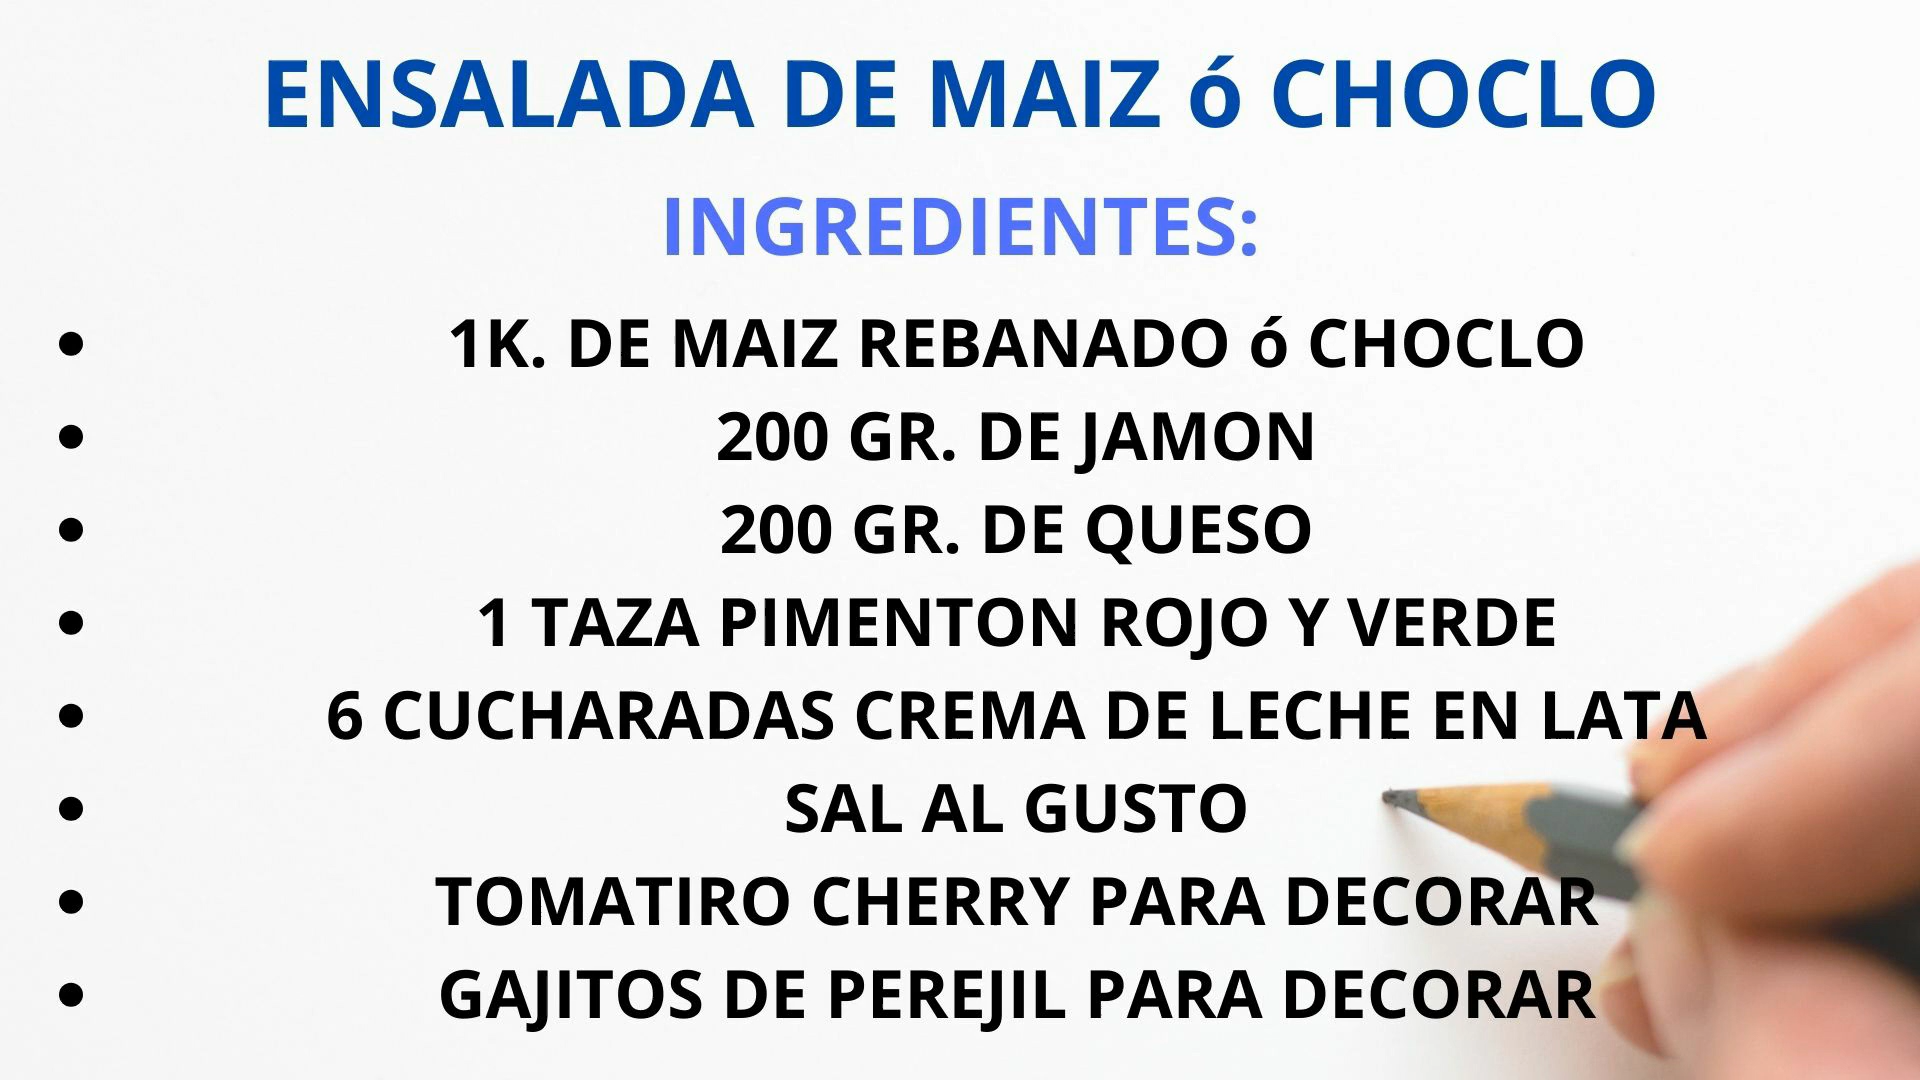 ENSALADA DE MAIZ ó CHOCLO
INGREDIENTES:
• 1K. DE MAIZ REBANADO ó CHOCLO
• 200 GR. DE JAMON
• 200 GR. DE QUESO
• 1 TAZA PIMENTON ROJO Y VERDE
• 6 CUCHARADAS CREMA DE LECHE EN LATA
• SAL AL GUSTO
• TOMATIRO CHERRY PARA DECORAR
• GAJITOS DE PEREJIL PARA DECORAR